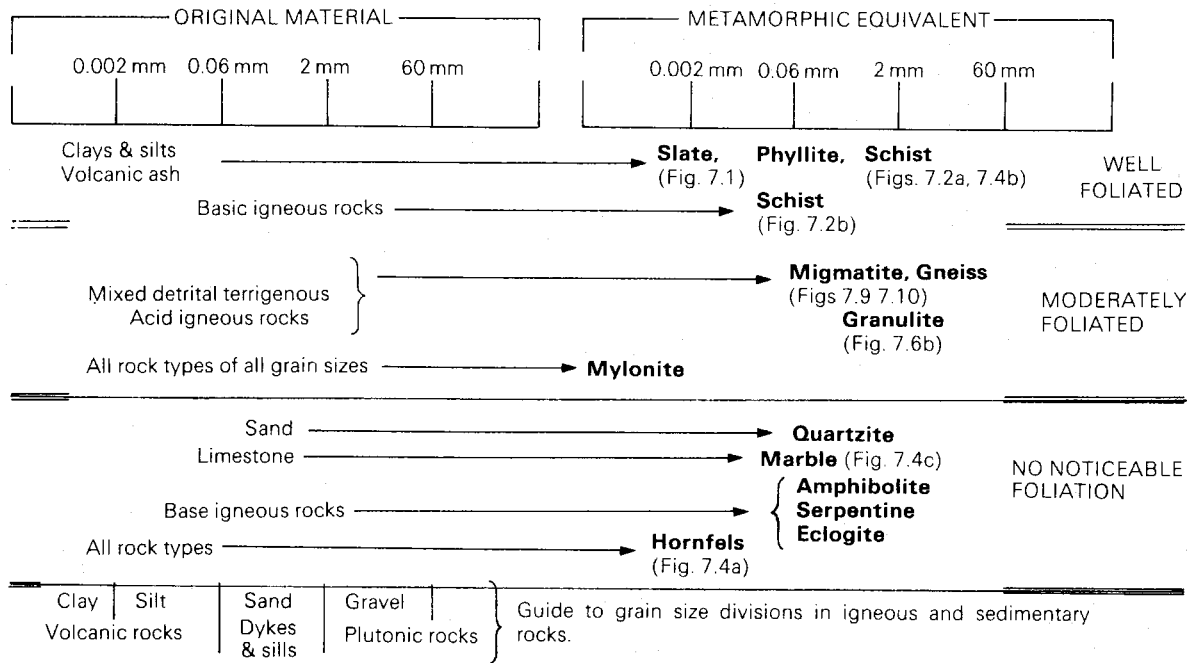 ORIGINAL MATERIAL
METAMORPHIC EQUIVALENT
0.002 mm 0.06 mm 2 mm 60 mm
0.002 mm 0.06 mm 2 mm 60 mm
Clays & silts
Volcanic ash
Slate, Phyllite, Schist
(Fig. 7.1) (Figs. 7.2a, 7.4b)
WELL
FOLIATED
Basic igneous rocks
Schist
(Fig. 7.2b)
Mixed detrital terrigenous
Acid igneous rocks
Migmatite, Gneiss
(Figs 7.9 7.10)
Granulite
(Fig. 7.6b)
MODERATELY
FOLIATED
All rock types of all grain sizes
Mylonite
Sand
Quartzite
Limestone
Marble (Fig. 7.4c)
Base igneous rocks
Amphibolite
Serpentine
Eclogite
NO NOTICEABLE
FOLIATION
All rock types
Hornfels
(Fig. 7.4a)
Clay Silt Sand Gravel
Volcanic rocks Dykes & sills Plutonic rocks
Guide to grain size divisions in igneous and sedimentary
rocks.